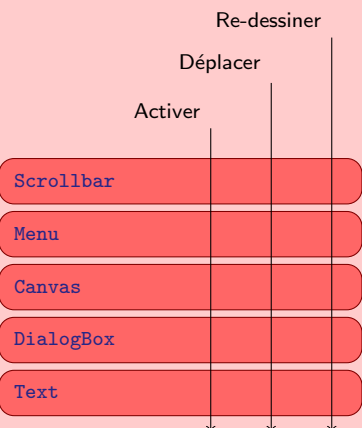 Re-dessiner
Déplacer
Activer
Scrollbar
Menu
Canvas
DialogBox
Text